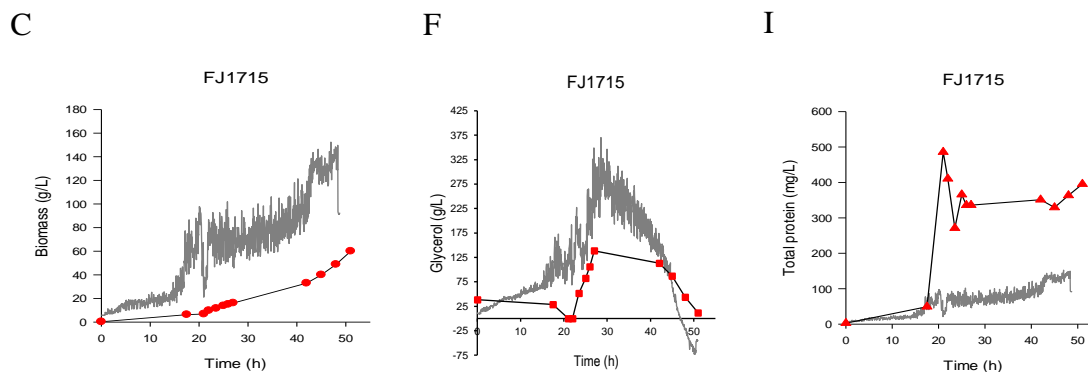 C
F
I
FJ1715
180
160
140
120
100
80
60
40
20
0
Biomass (g/L)
0 10 20 30 40 50
Time (h)
FJ1715
425
375
325
275
225
175
125
75
25
-25
-75
Glycerol (g/L)
0 10 20 30 40 50
Time (h)
FJ1715
600
500
400
300
200
100
0
Total protein (mg/L)
0 10 20 30 40 50
Time (h)